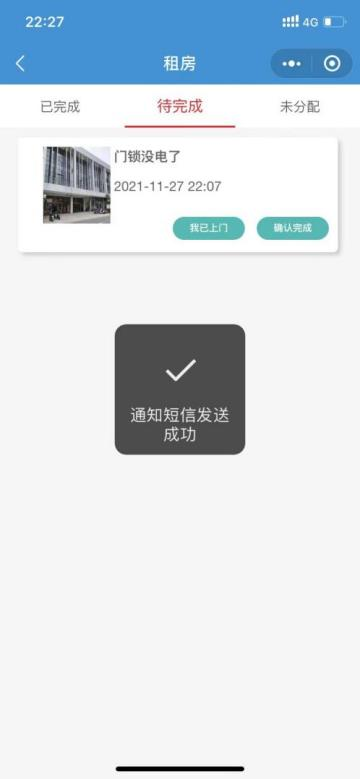 22:27
4G
租房
已完成
待完成
未分配
门锁没电了
2021-11-27 22:07
我已上门
确认完成
通知短信发送
成功